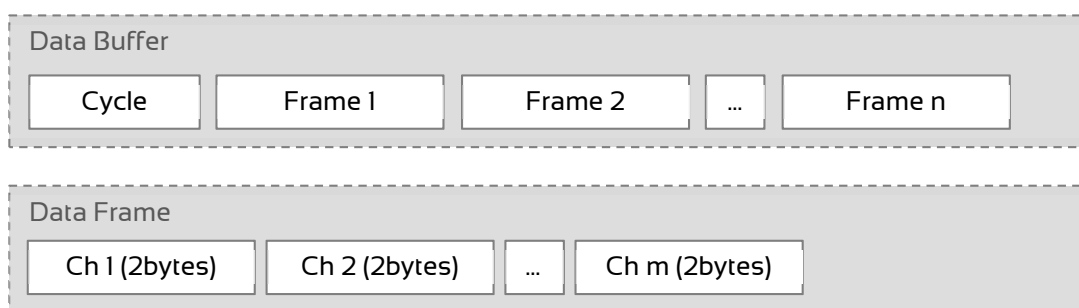 Data Buffer
Cycle Frame 1 Frame 2 ... Frame n
Data Frame
Ch 1 (2bytes) Ch 2 (2bytes) ... Ch m (2bytes)